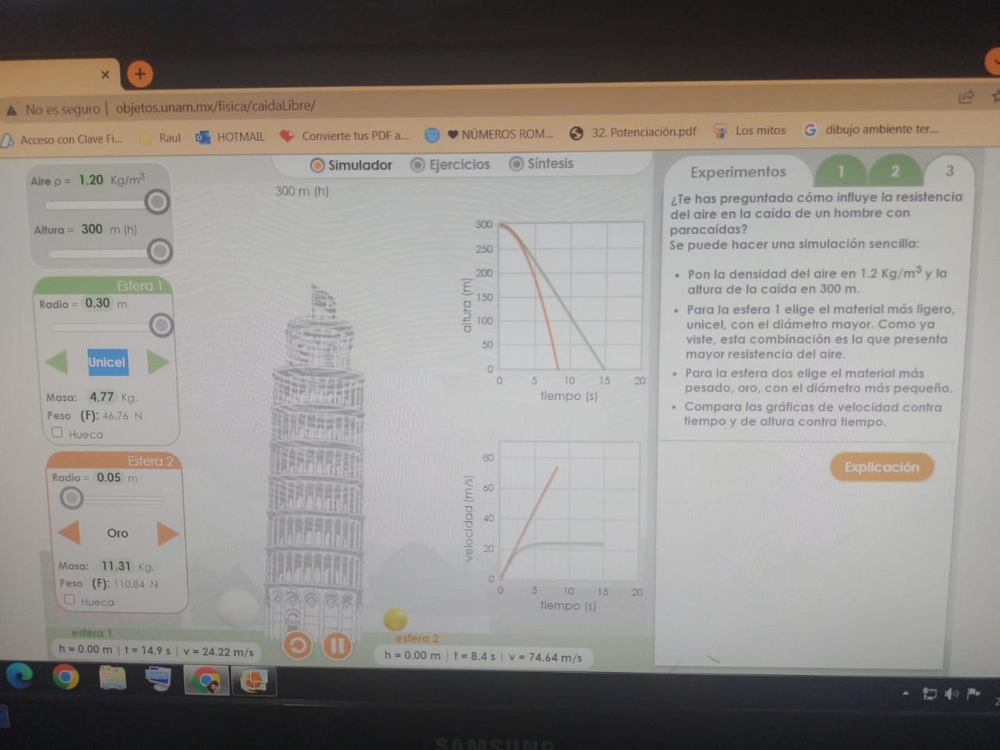 No es seguro | objetos.unam.mx/fisica/caidaLibre/
Acceso con Clave Fi...
Raul
HOTMAIL
Convierte tus PDF a...
NÚMEROS ROM...
32. Potenciación.pdf
Los mitos
dibujo ambiente ter...
Simulador
Ejercicios
Síntesis
Aire ρ = 1.20 Kg/m³
Altura = 300 m (h)
Esfera 1
Radio = 0.30 m
Unicel
Masa: 4.77 Kg.
Peso (F): 46.76 N
Hueca
Esfera 2
Radio = 0.05 m
Oro
Masa: 11.31 Kg.
Peso (F): 110.84 N
Hueca
300 m (h)
300
250
200
150
100
50
0
altura (m)
0 5 10 15 20
tiempo (s)
80
60
40
20
0
velocidad (m/s)
0 5 10 15 20
tiempo (s)
esfera 1
h = 0.00 m | t = 14.9 s | v = 24.22 m/s
esfera 2
h = 0.00 m | t = 8.4 s | v = 74.64 m/s
Experimentos 1 2 3
¿Te has preguntado cómo influye la resistencia
del aire en la caída de un hombre con
paracaídas?
Se puede hacer una simulación sencilla:
• Pon la densidad del aire en 1.2 Kg/m³ y la
altura de la caída en 300 m.
• Para la esfera 1 elige el material más ligero,
unicel, con el diámetro mayor. Como ya
viste, esta combinación es la que presenta
mayor resistencia del aire.
• Para la esfera dos elige el material más
pesado, oro, con el diámetro más pequeño.
• Compara las gráficas de velocidad contra
tiempo y de altura contra tiempo.
Explicación
SAMSUNG